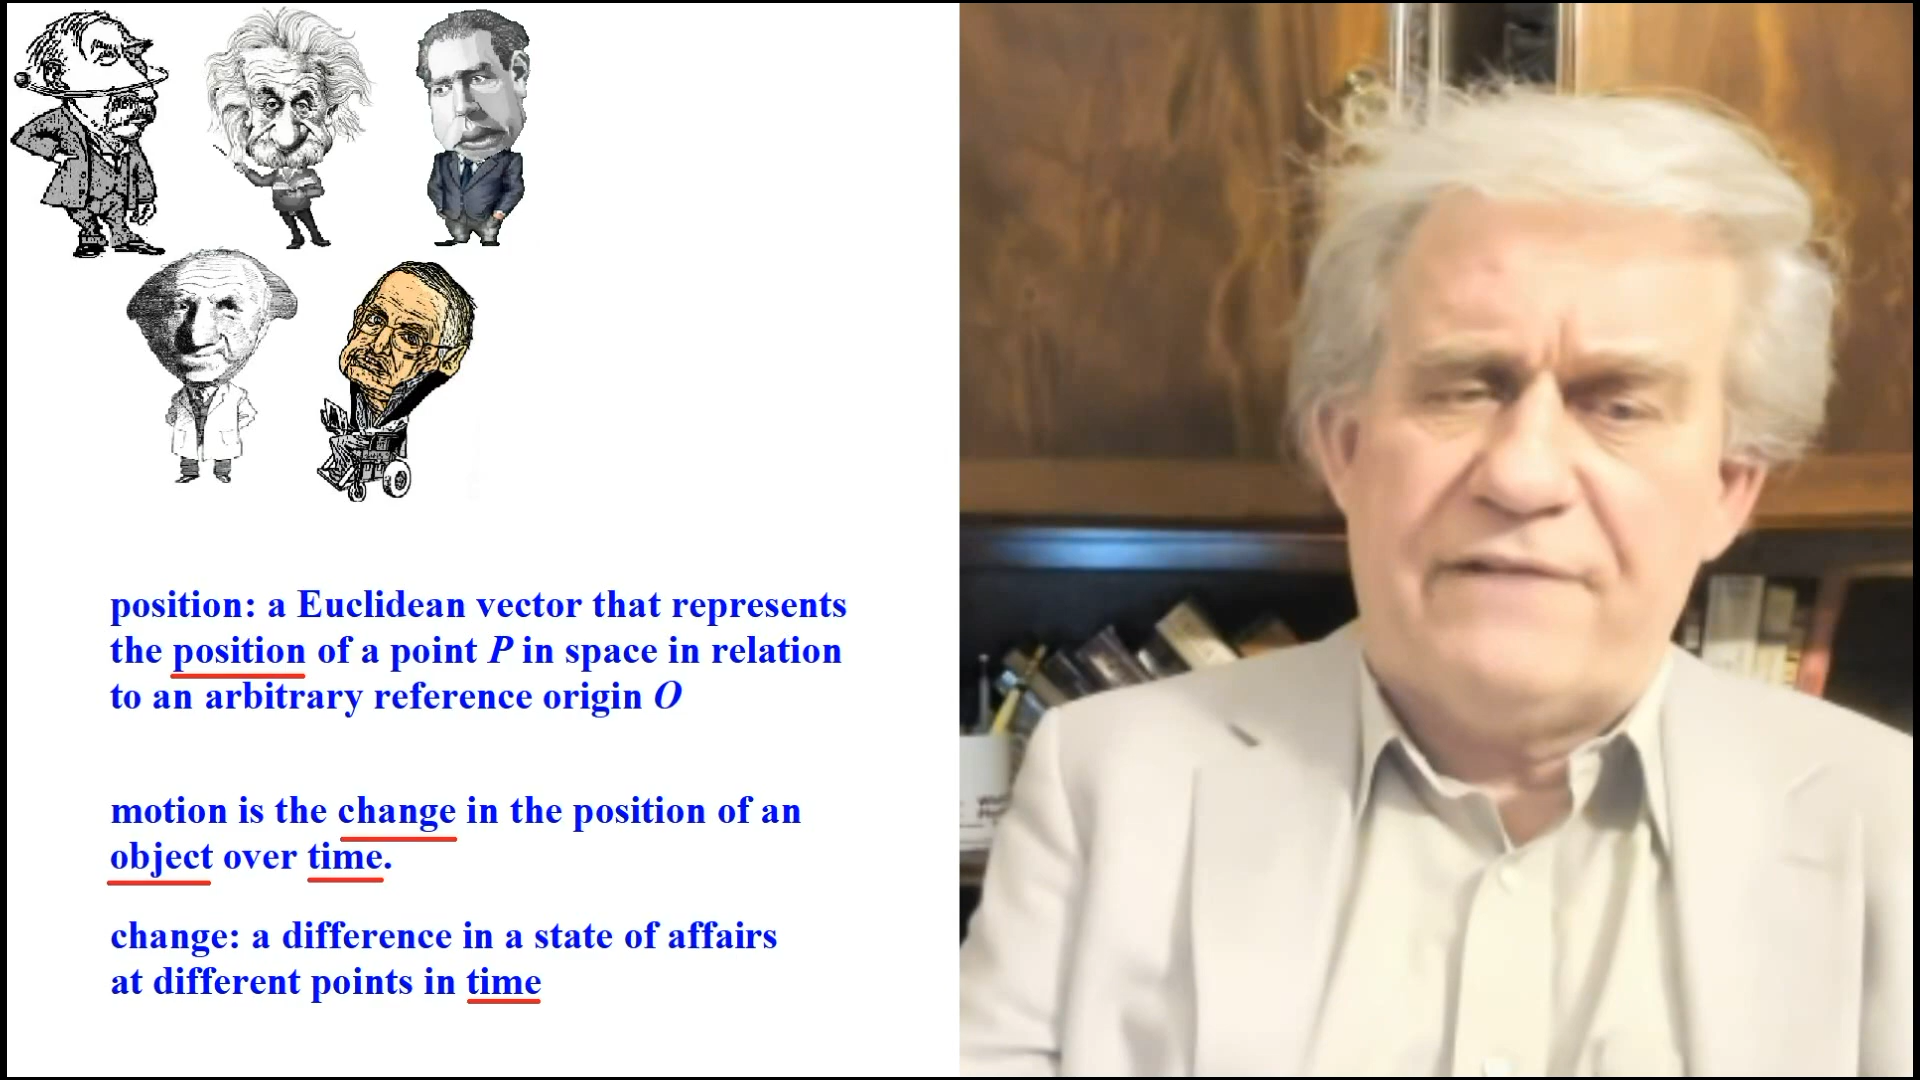 position: a Euclidean vector that represents
the position of a point P in space in relation
to an arbitrary reference origin O
motion is the change in the position of an
object over time.
change: a difference in a state of affairs
at different points in time